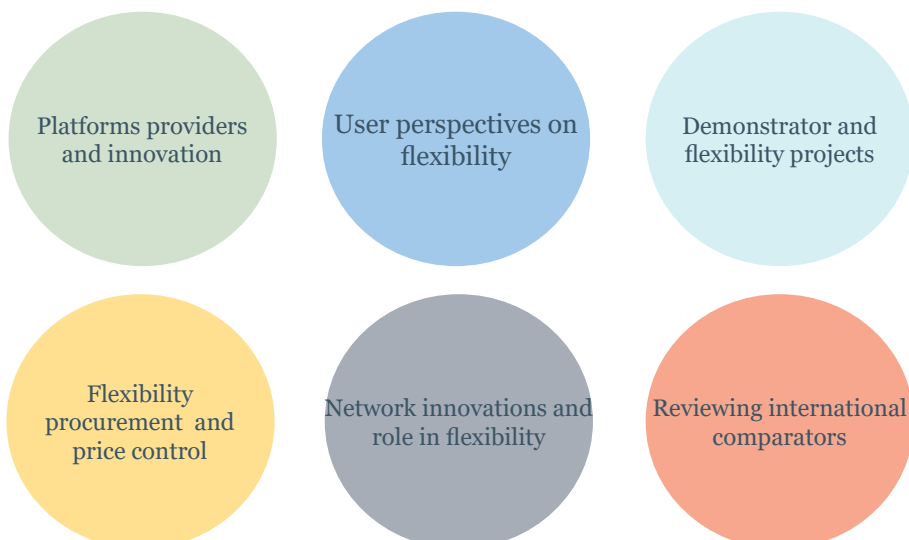 Platforms providers
and innovation
User perspectives on
flexibility
Demonstrator and
flexibility projects
Flexibility
procurement and
price control
Network innovations and
role in flexibility
Reviewing international
comparators